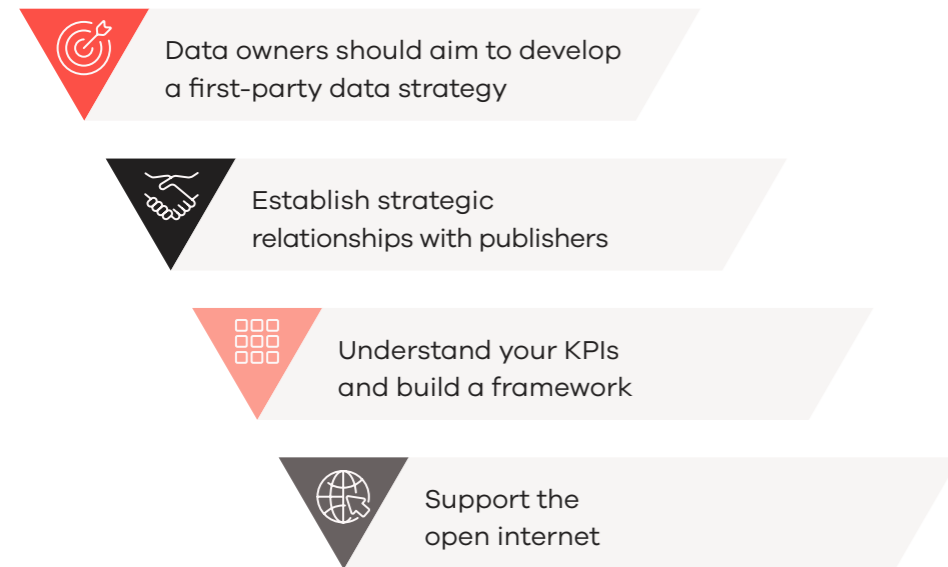 Data owners should aim to develop
a first-party data strategy
Establish strategic
relationships with publishers
Understand your KPIs
and build a framework
Support the
open internet